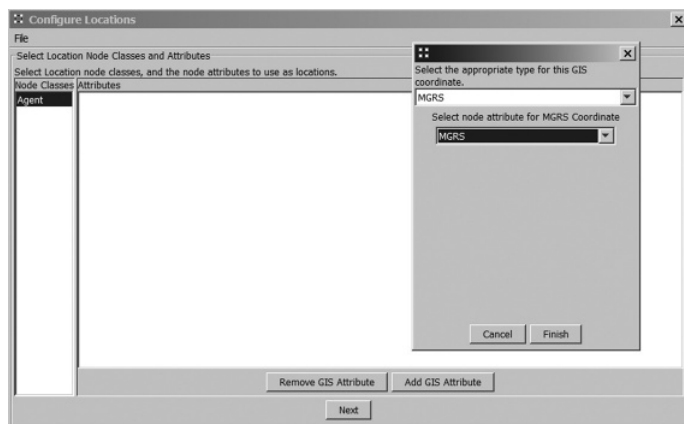 Configure Locations
File
Select Location Node Classes and Attributes
Select Location node classes, and the node attributes to use as locations.
Node Classes
Attributes
Agent
Select the appropriate type for this GIS
coordinate.
MGRS
Select node attribute for MGRS Coordinate
MGRS
Cancel
Finish
Remove GIS Attribute
Add GIS Attribute
Next